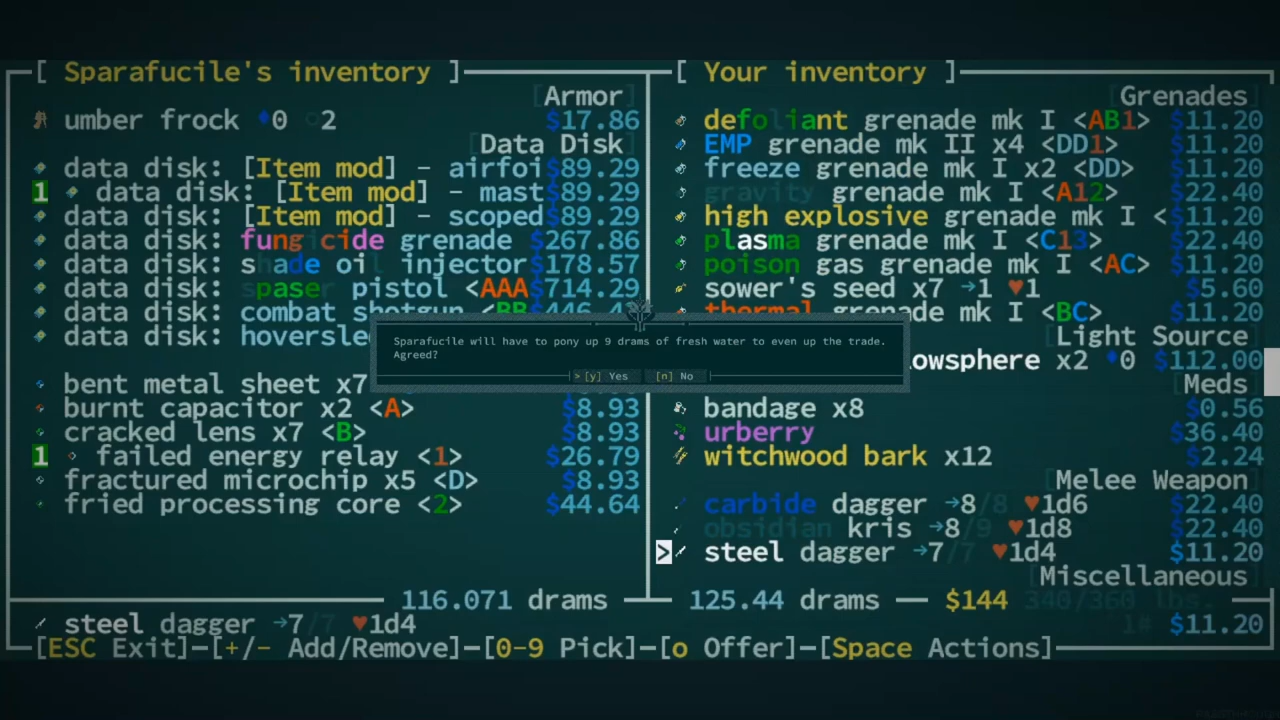 [ Sparafucile's inventory ]
[Armor]
umber frock ♦0 ○2 $17.86
[Data Disk]
data disk: [Item mod] - airfoi $89.29
1 data disk: [Item mod] - mast $89.29
data disk: [Item mod] - scoped $89.29
data disk: fungicide grenade $267.86
data disk: shade oil injector $178.57
data disk: spaser pistol <AAA $714.29
data disk: combat shotgun <BB
data disk: hoversle
bent metal sheet x7
burnt capacitor x2 <A> $8.93
cracked lens x7 <B> $8.93
1 failed energy relay <1> $26.79
fractured microchip x5 <D> $8.93
fried processing core <2> $44.64
116.071 drams
[ Your inventory ]
[Grenades]
defoliant grenade mk I <AB1> $11.20
EMP grenade mk II x4 <DD1> $11.20
freeze grenade mk I x2 <DD> $11.20
gravity grenade mk I <A12> $22.40
high explosive grenade mk I < $11.20
plasma grenade mk I <C13> $22.40
poison gas grenade mk I <AC> $11.20
sower's seed x7 →1 ♥1 $5.60
thermal grenade mk I <BC> $11.20
[Light Source]
owsphere x2 ♦0 $112.00
[Meds]
bandage x8 $0.56
urberry $36.40
witchwood bark x12 $2.24
[Melee Weapon]
carbide dagger →8/8 ♥1d6 $22.40
obsidian kris →8/9 ♥1d8 $22.40
> steel dagger →7/7 ♥1d4 $11.20
[Miscellaneous]
125.44 drams — $144 340/360 lbs.
Sparafucile will have to pony up 9 drams of fresh water to even up the trade.
Agreed?
> [y] Yes [n] No
steel dagger →7/7 ♥1d4 1# $11.20
[ESC Exit]-[+/- Add/Remove]-[0-9 Pick]-[o Offer]-[Space Actions]